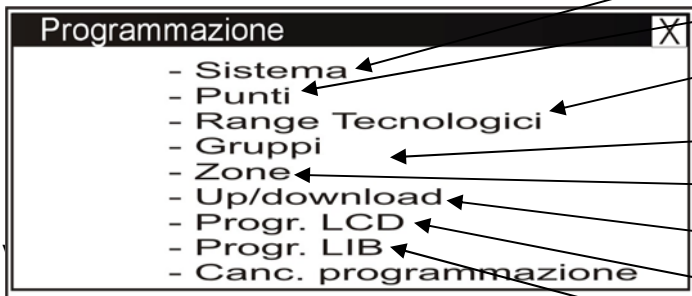 Programmazione X
- Sistema
- Punti
- Range Tecnologici
- Gruppi
- Zone
- Up/download
- Progr. LCD
- Progr. LIB
- Canc. programmazione